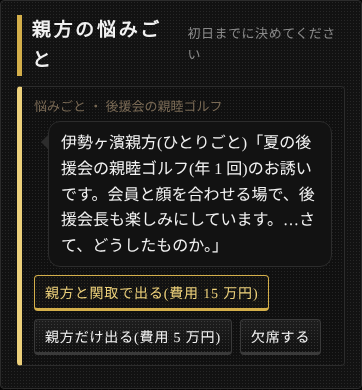 親方の悩みご
と
初日までに決めてくださ
い
悩みごと ・ 後援会の親睦ゴルフ
伊勢ヶ濱親方(ひとりごと)「夏の後
援会の親睦ゴルフ(年 1 回)のお誘い
です。会員と顔を合わせる場で、後
援会長も楽しみにしています。…さ
て、どうしたものか。」
親方と関取で出る(費用 15 万円)
親方だけ出る(費用 5 万円)
欠席する